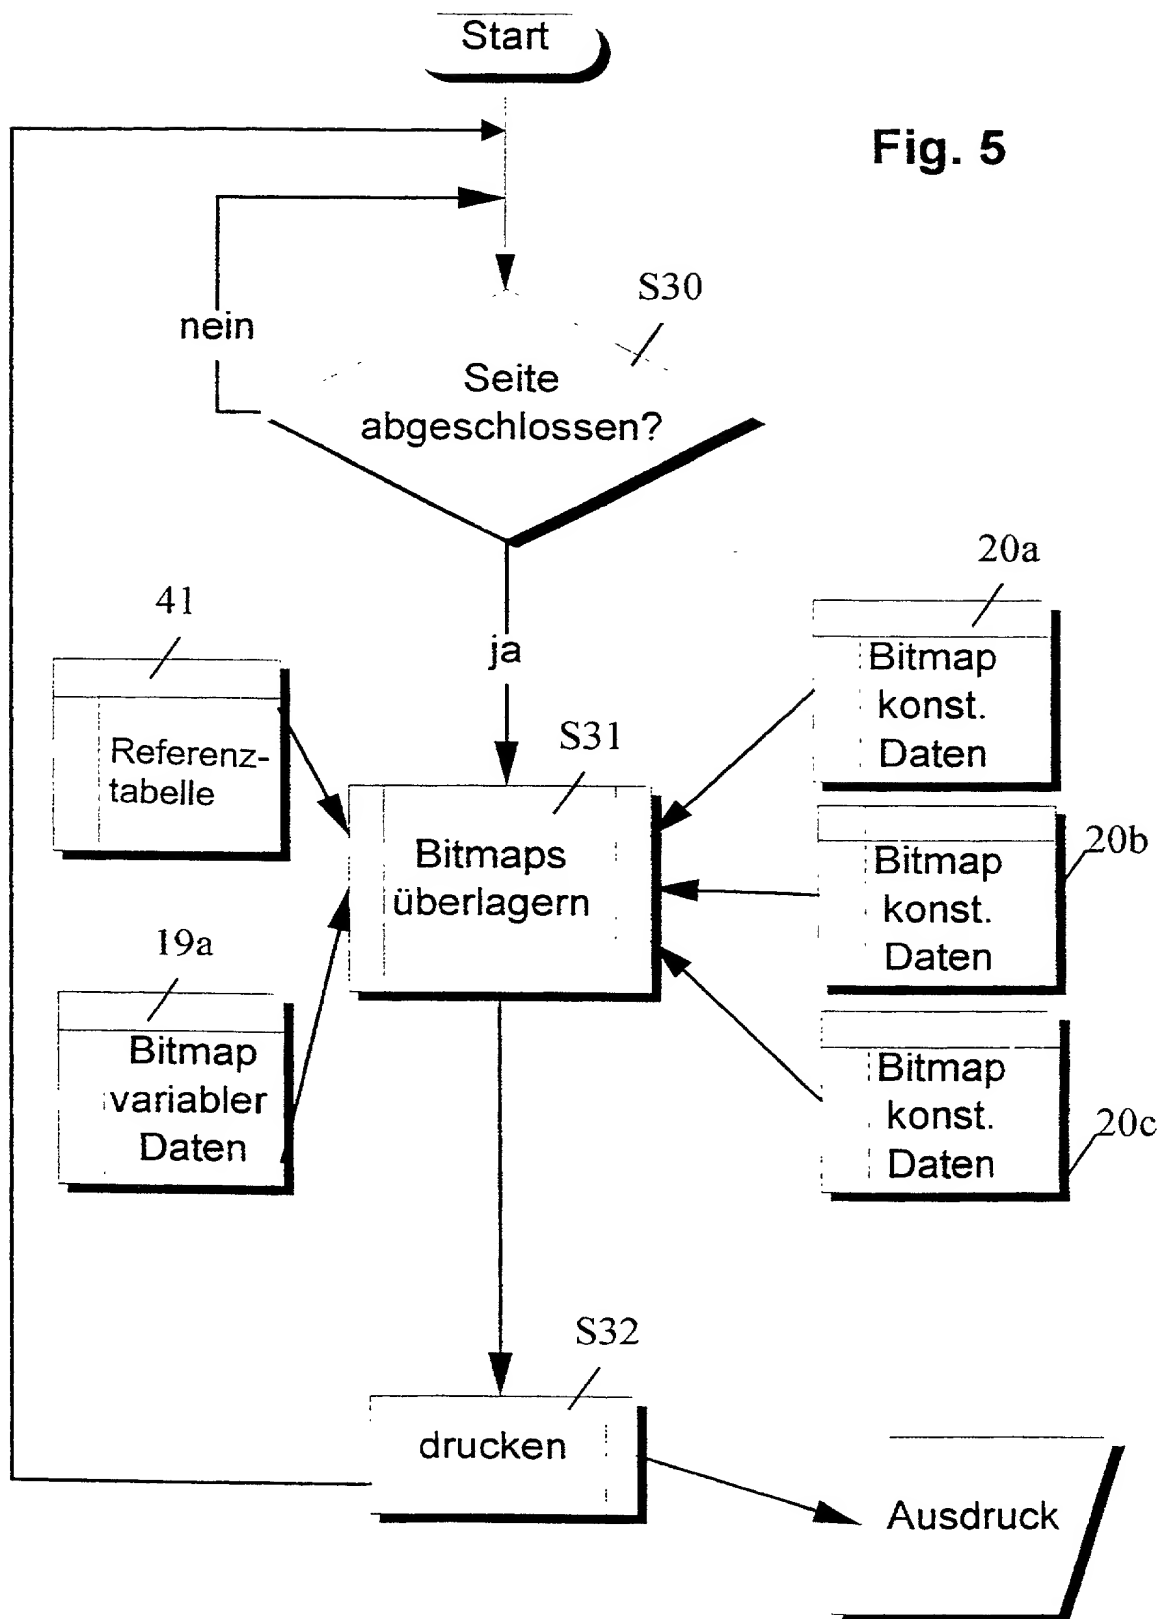 Start
Fig. 5
S30
nein
Seite
abgeschlossen?
20a
41
ja
Bitmap
konst.
Daten
S31
Referenz-
tabelle
Bitmaps
überlagern
20b
Bitmap
konst.
Daten
19a
Bitmap
variabler
Daten
Bitmap
konst.
Daten
20c
S32
drucken
Ausdruck